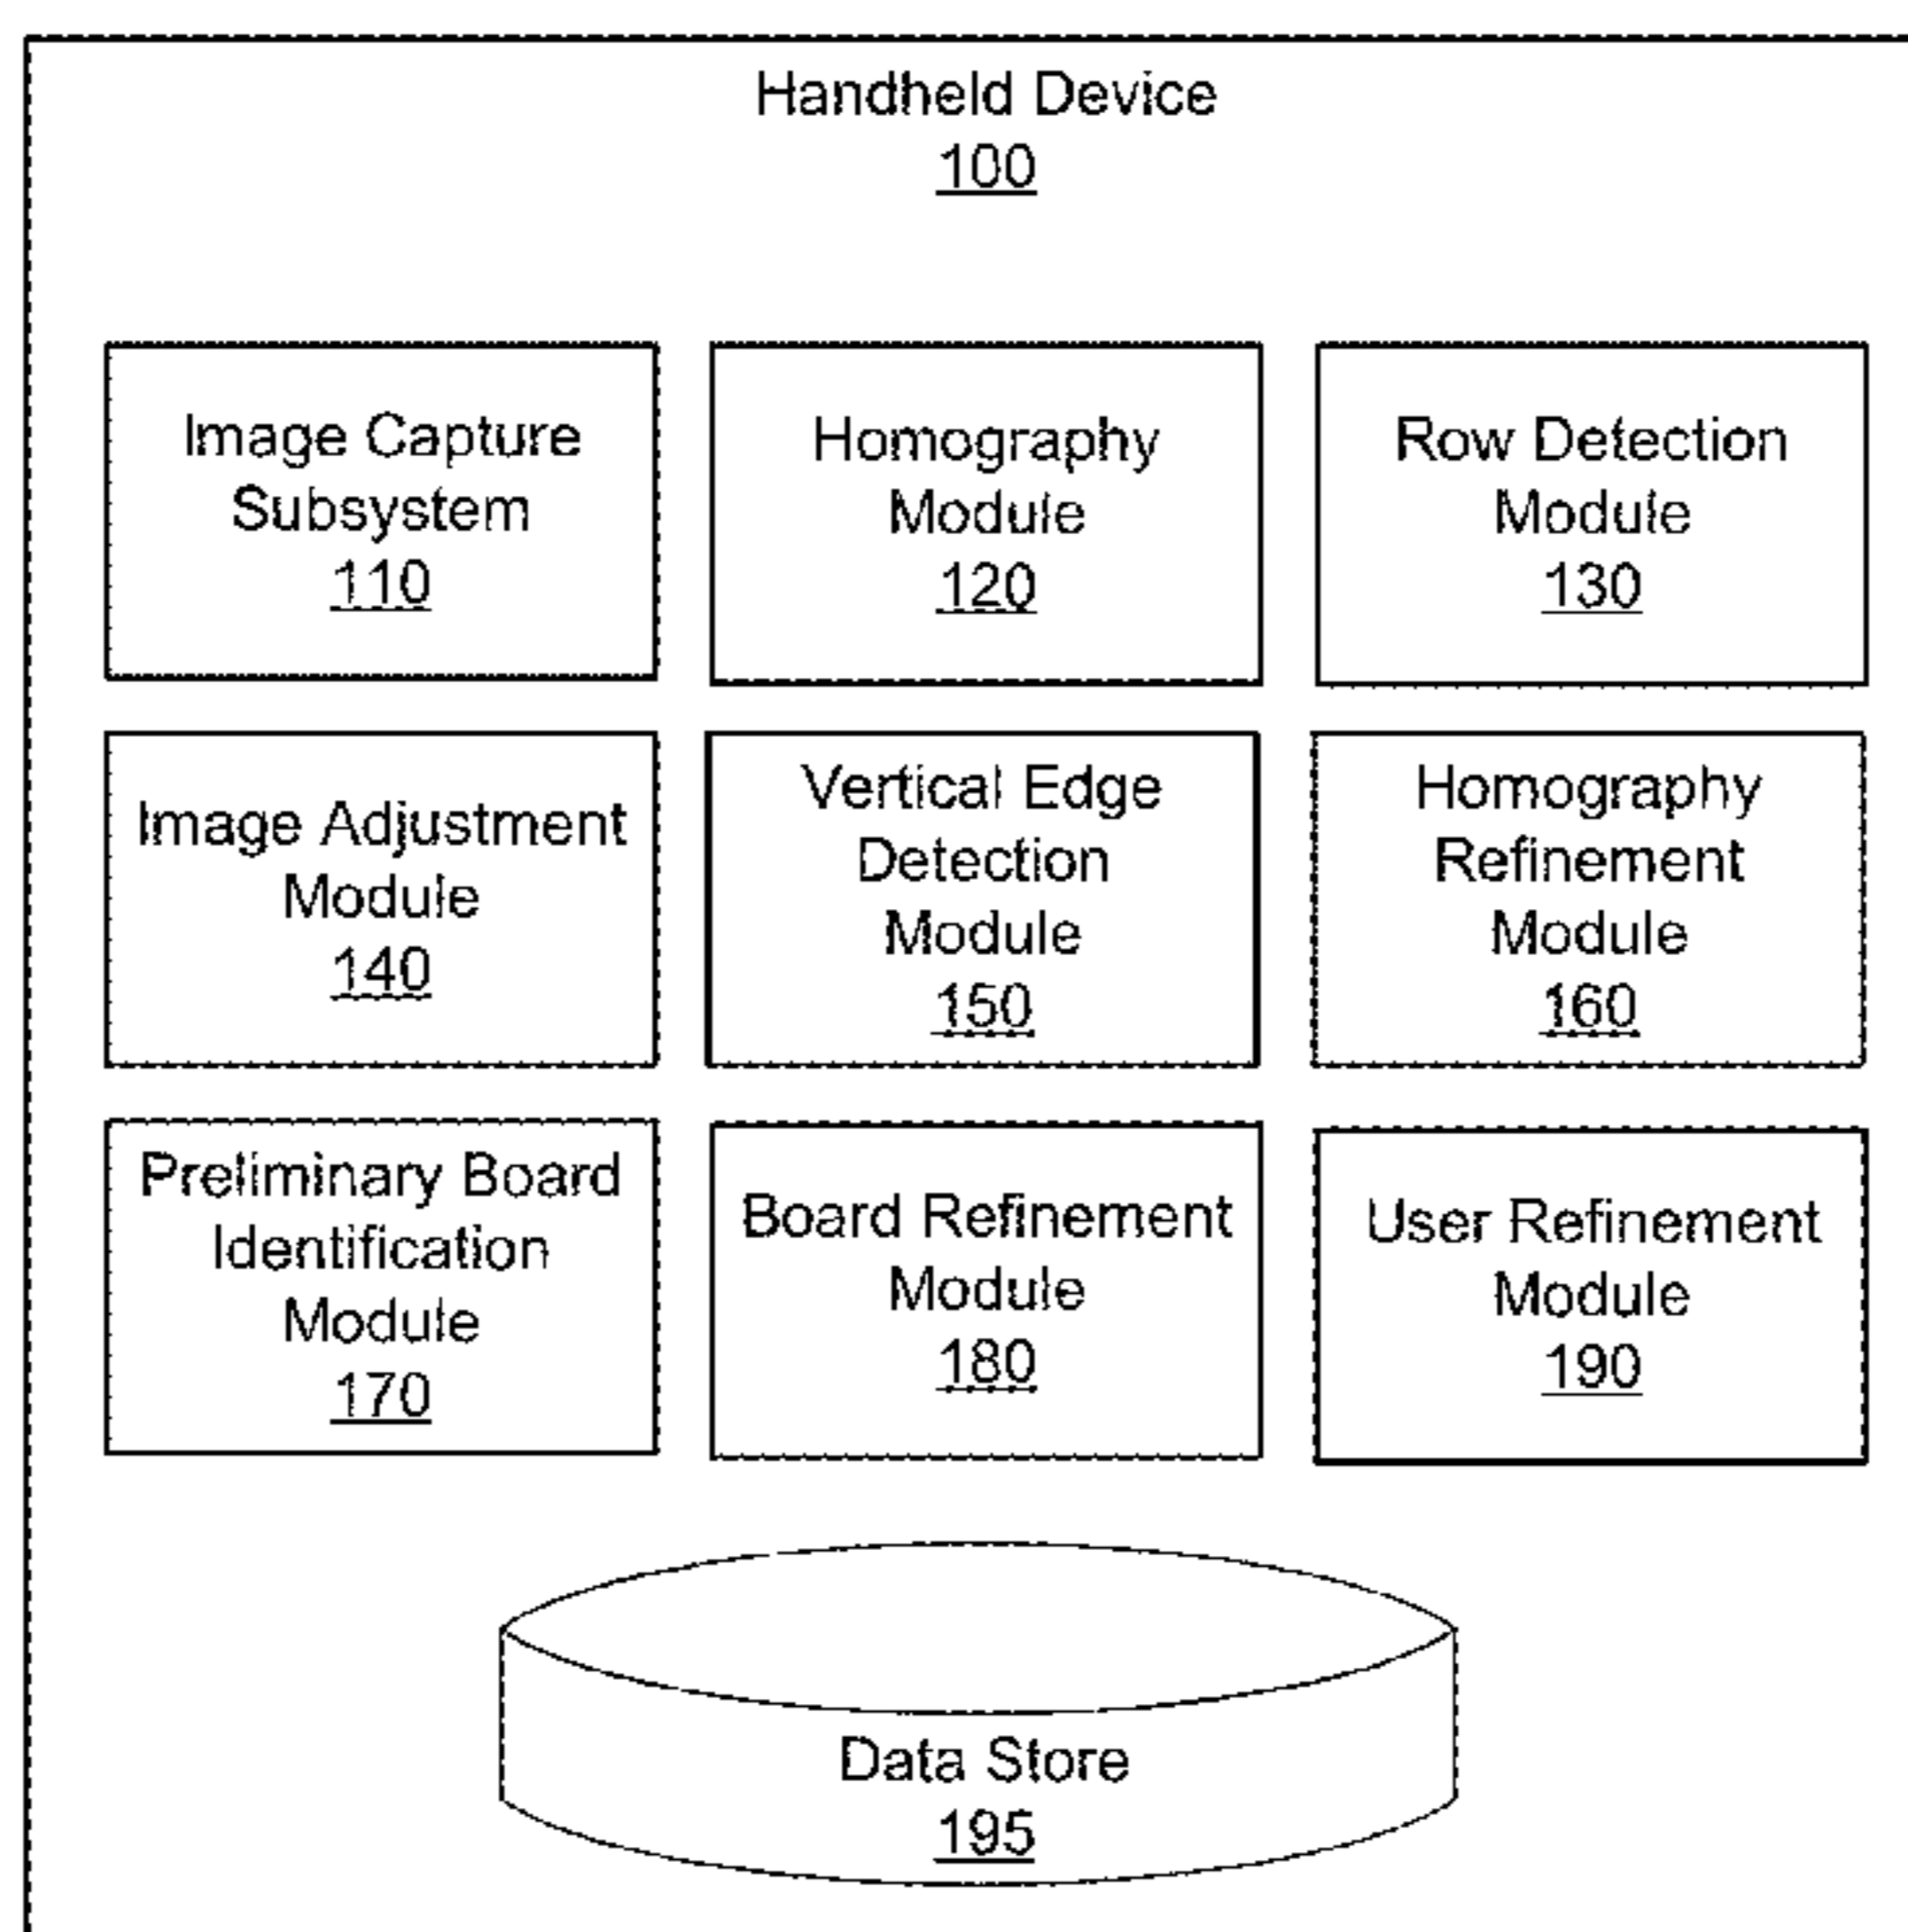 Handheld Device
100
Image Capture
Subsystem
110
Homography
Module
120
Row Detection
Module
130
Image Adjustment
Module
140
Vertical Edge
Detection
Module
150
Homography
Refinement
Module
160
Preliminary Board
Identification
Module
170
Board Refinement
Module
180
User Refinement
Module
190
Data Store
195